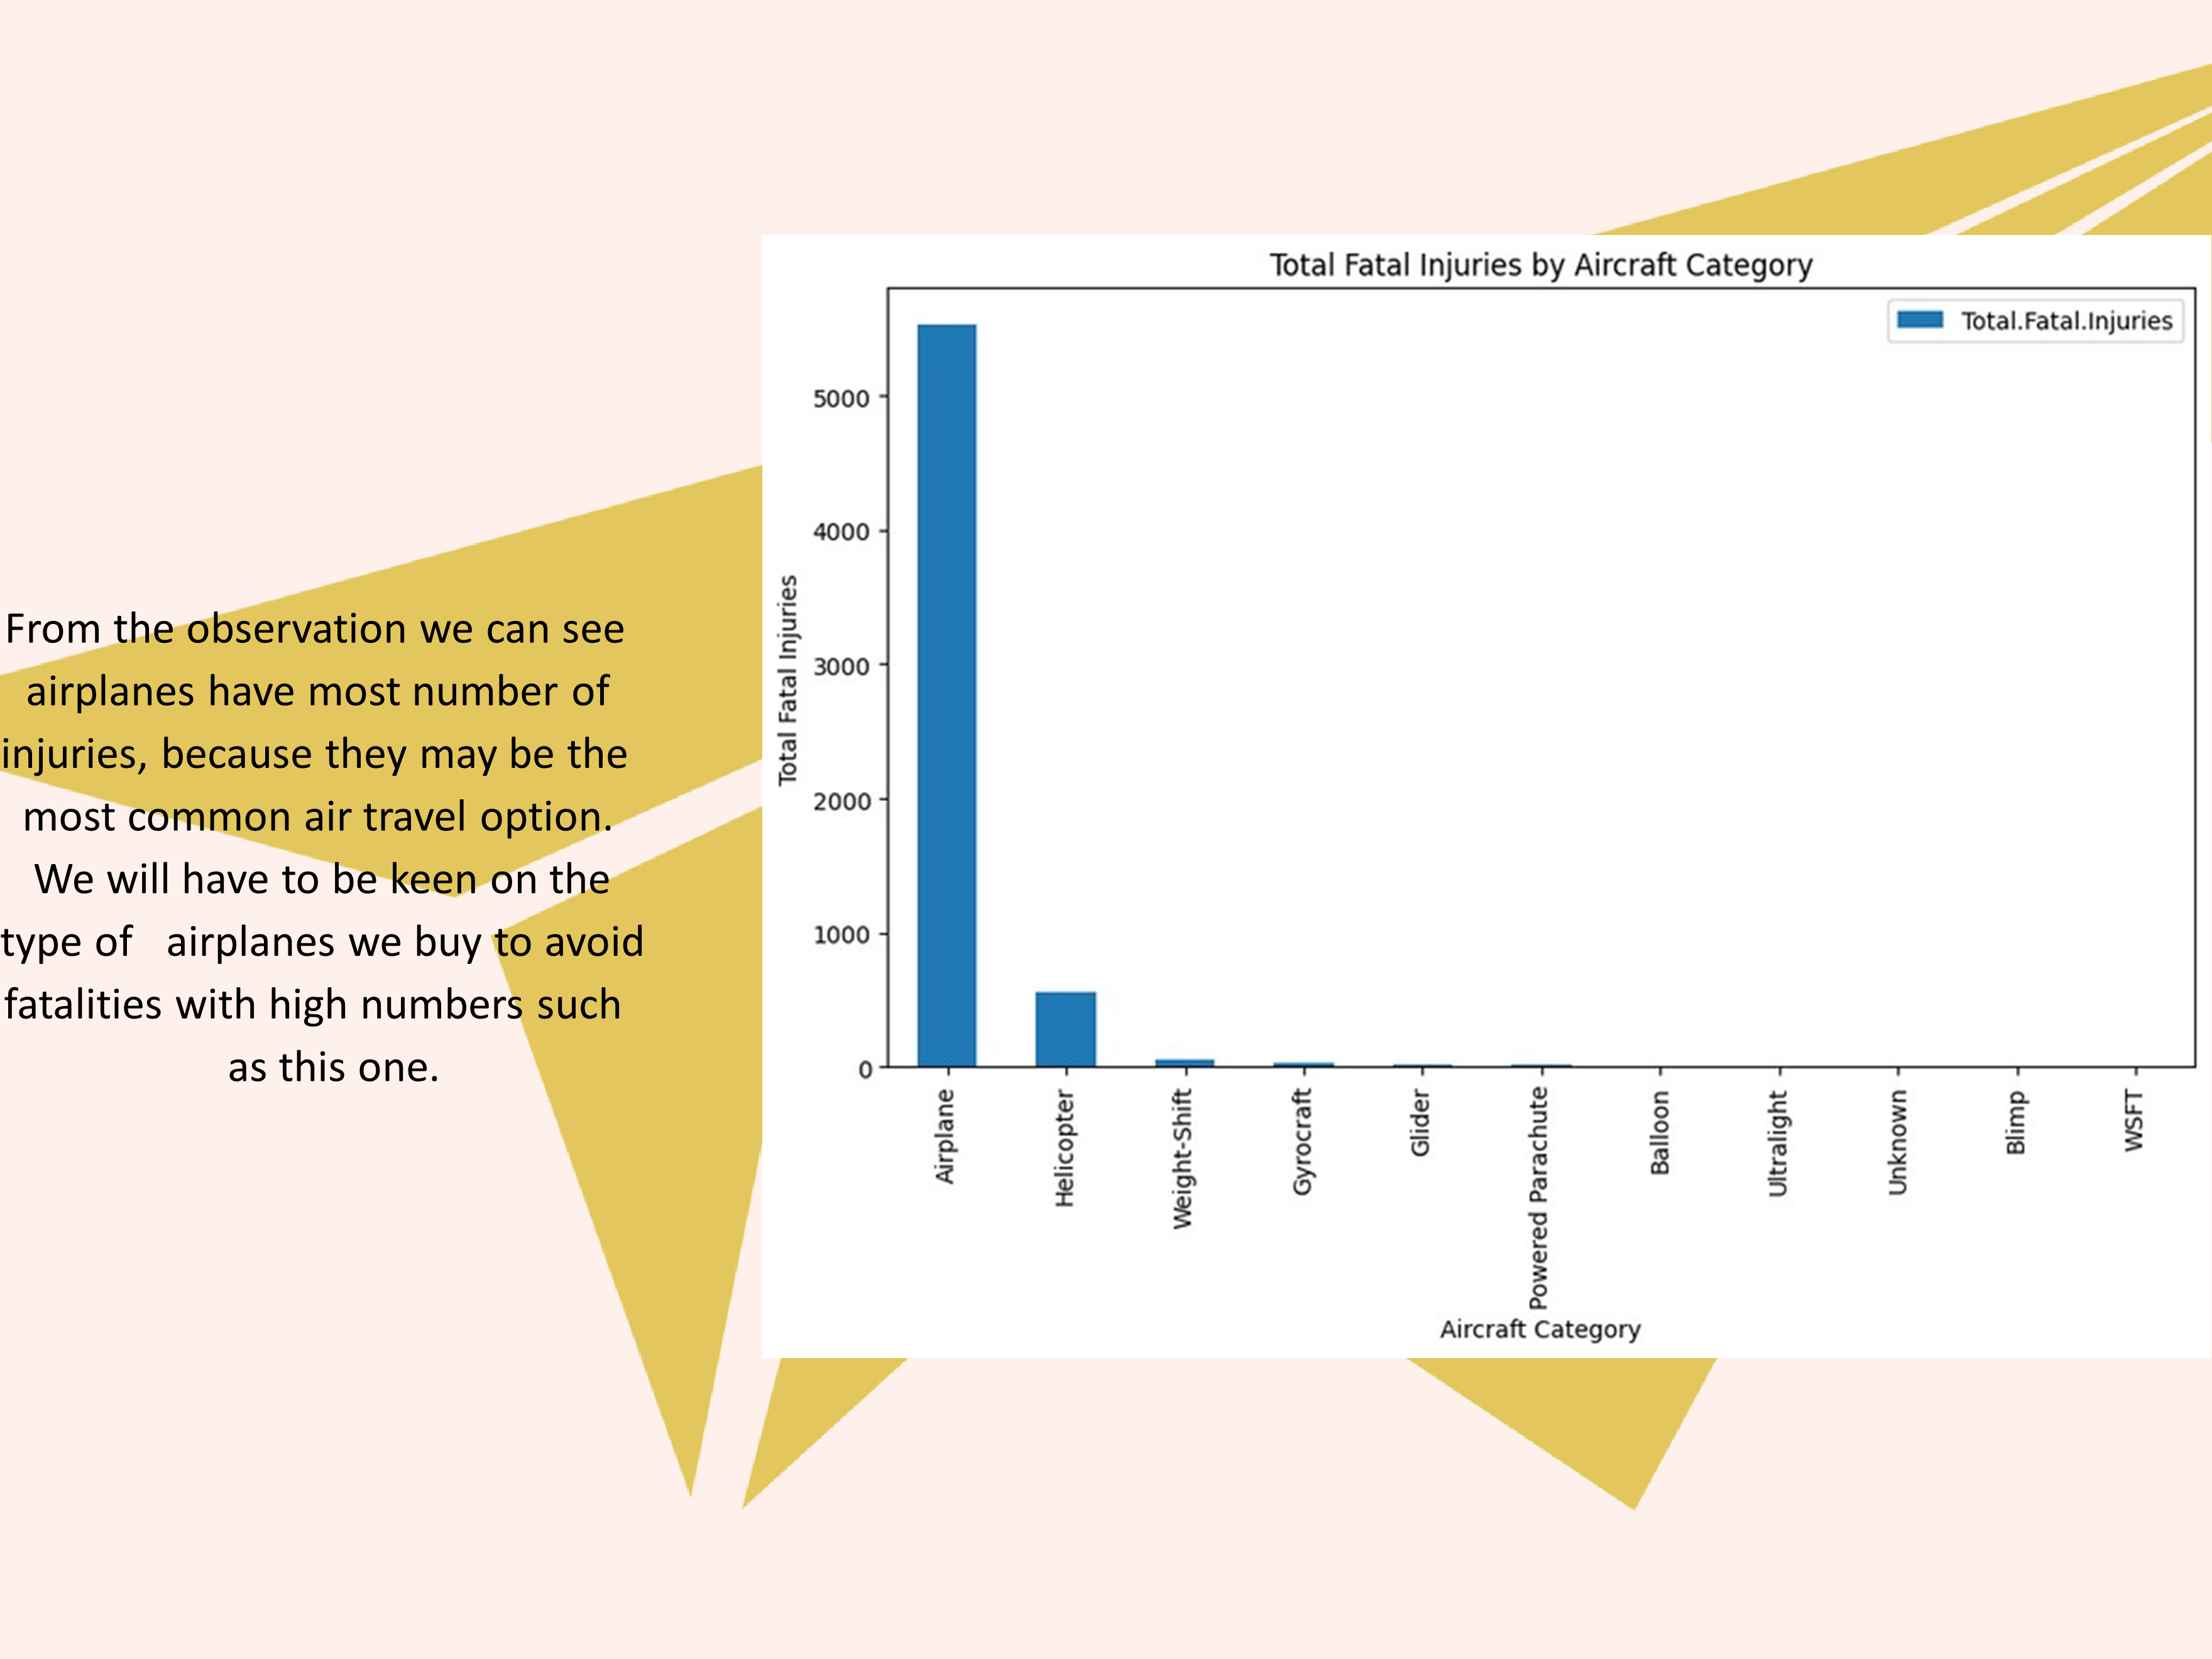 From the observation we can see
airplanes have most number of
injuries, because they may be the
most common air travel option.
We will have to be keen on the
type of   airplanes we buy to avoid
fatalities with high numbers such
as this one.
Total Fatal Injuries by Aircraft Category
Total.Fatal.Injuries
Total Fatal Injuries
5000
4000
3000
2000
1000
0
Airplane
Helicopter
Weight-Shift
Gyrocraft
Glider
Powered Parachute
Balloon
Ultralight
Unknown
Blimp
WSFT
Aircraft Category